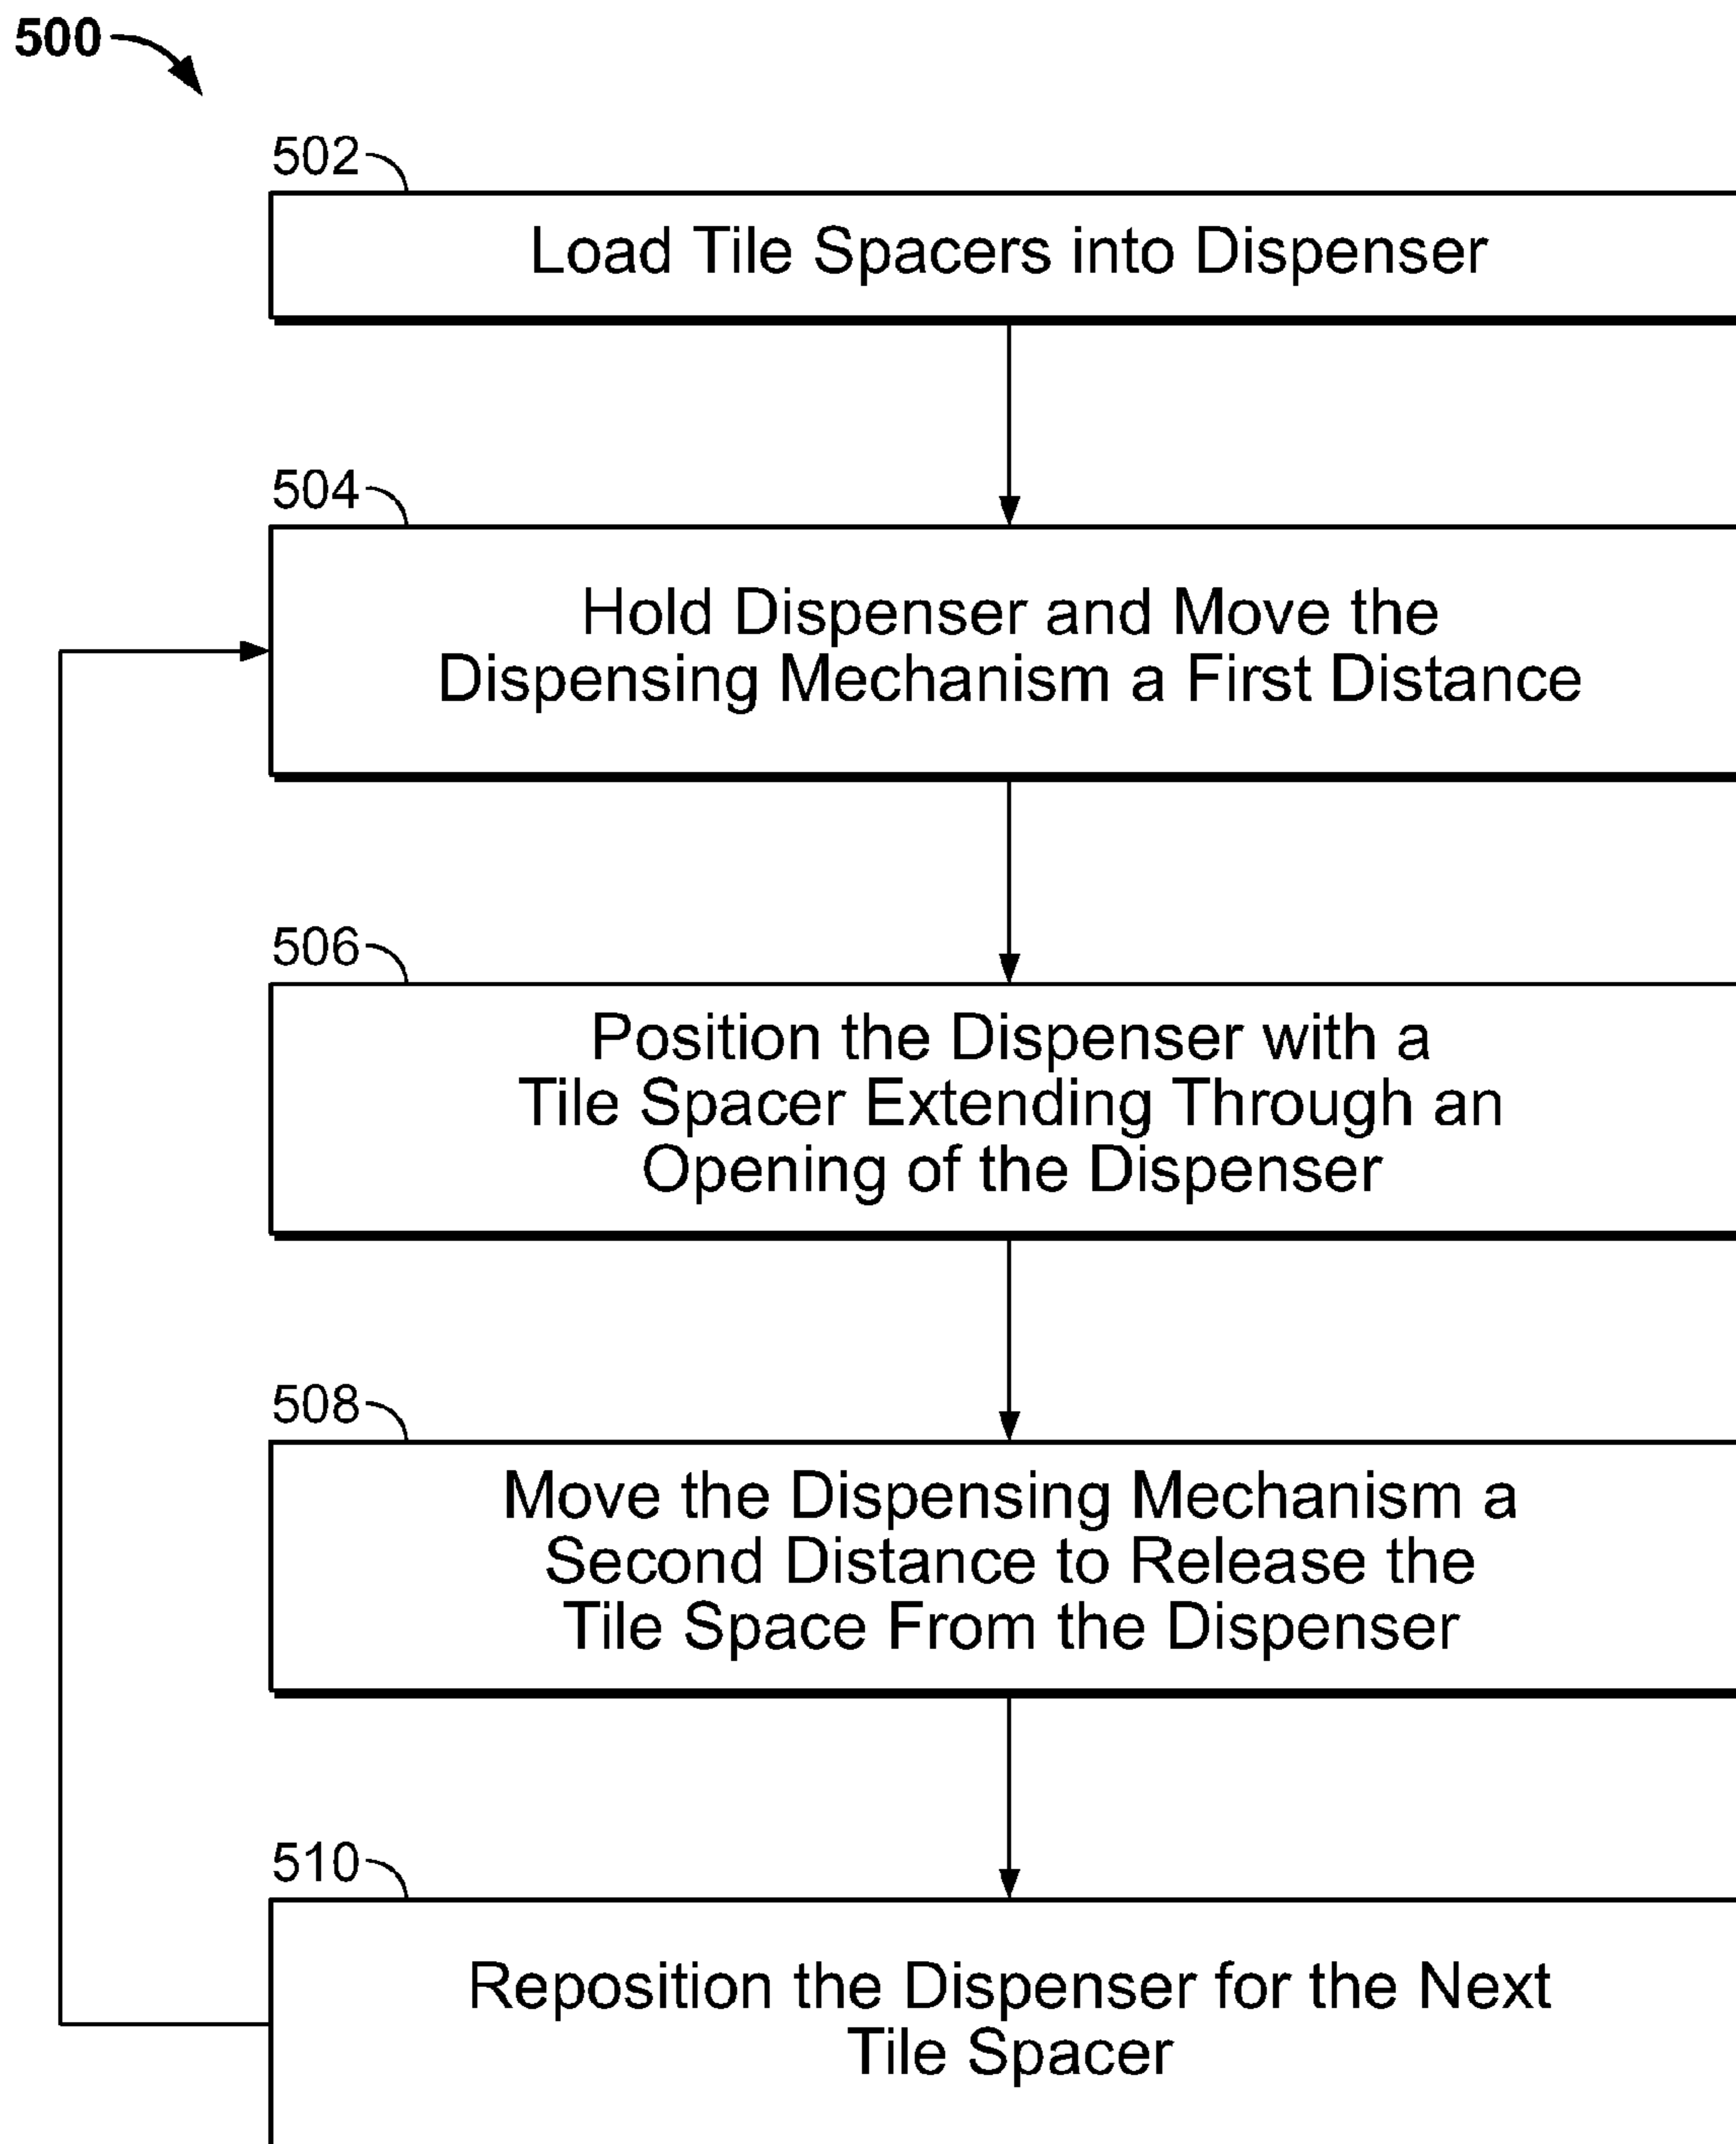 500
502
Load Tile Spacers into Dispenser
504
Hold Dispenser and Move the
Dispensing Mechanism a First Distance
506
Position the Dispenser with a
Tile Spacer Extending Through an
Opening of the Dispenser
508
Move the Dispensing Mechanism a
Second Distance to Release the
Tile Space From the Dispenser
510
Reposition the Dispenser for the Next
Tile Spacer